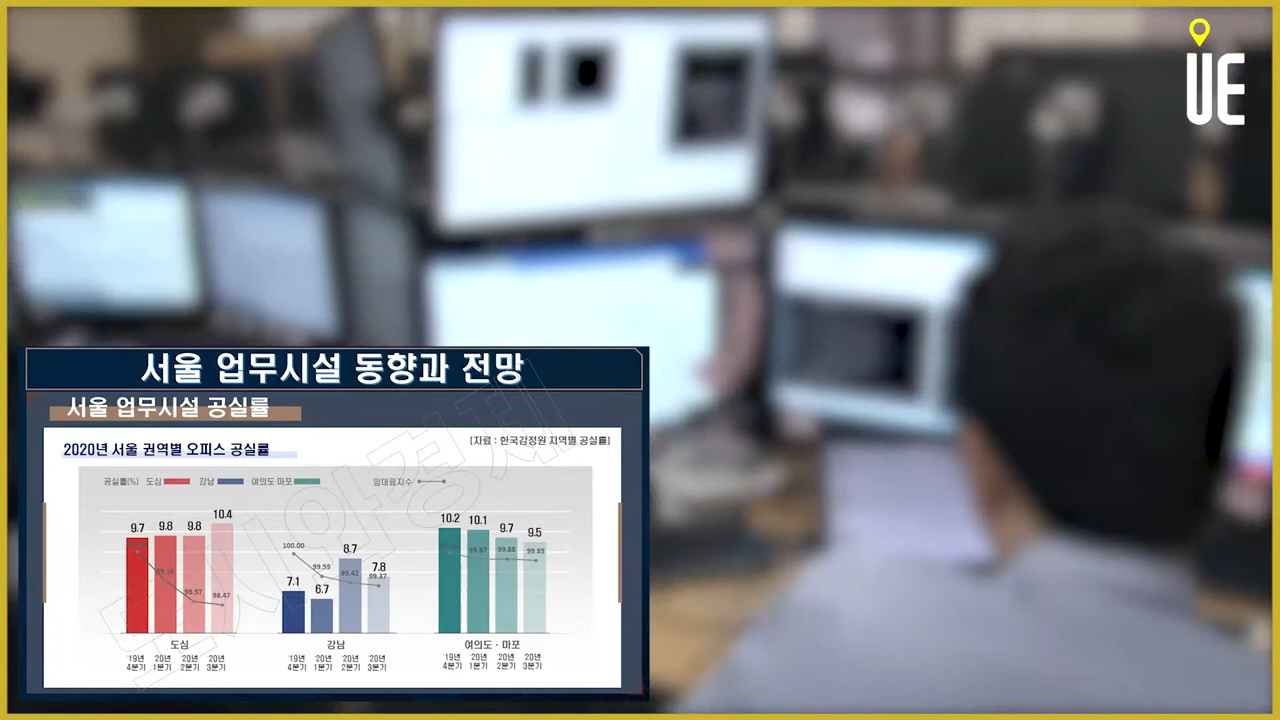 UE
서울 업무시설 동향과 전망
서울 업무시설 공실률
2020년 서울 권역별 오피스 공실률
[자료 : 한국감정원 지역별 공실률]
공실률(%) 도심 강남 여의도·마포 임대료지수
9.7 9.8 9.8 10.4
99.16 98.57 98.47
도심
'19년 4분기
'20년 1분기
'20년 2분기
'20년 3분기
7.1 6.7 8.7 7.8
100.00 99.55 99.42 99.37
강남
'19년 4분기
'20년 1분기
'20년 2분기
'20년 3분기
10.2 10.1 9.7 9.5
99.87 99.88 99.85
여의도 · 마포
'19년 4분기
'20년 1분기
'20년 2분기
'20년 3분기
도시와경제